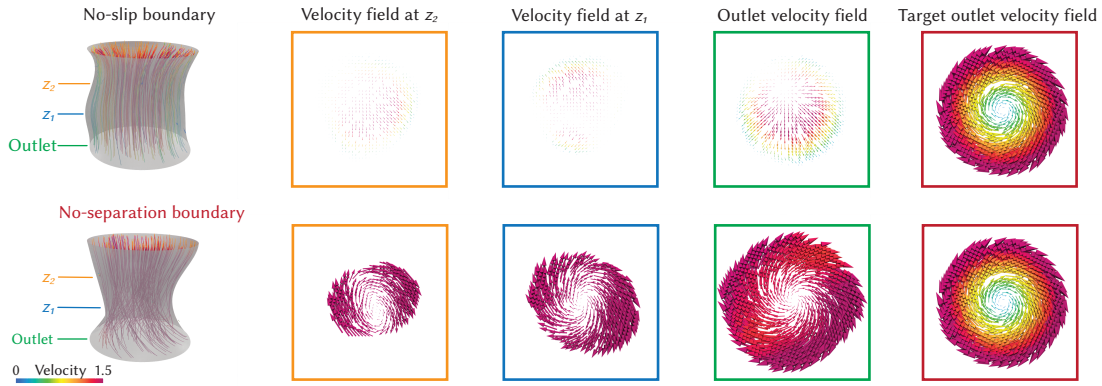 No-slip boundary
Velocity field at z₂
Velocity field at z₁
Outlet velocity field
Target outlet velocity field
z₂
z₁
Outlet
No-separation boundary
z₂
z₁
Outlet
0 Velocity 1.5